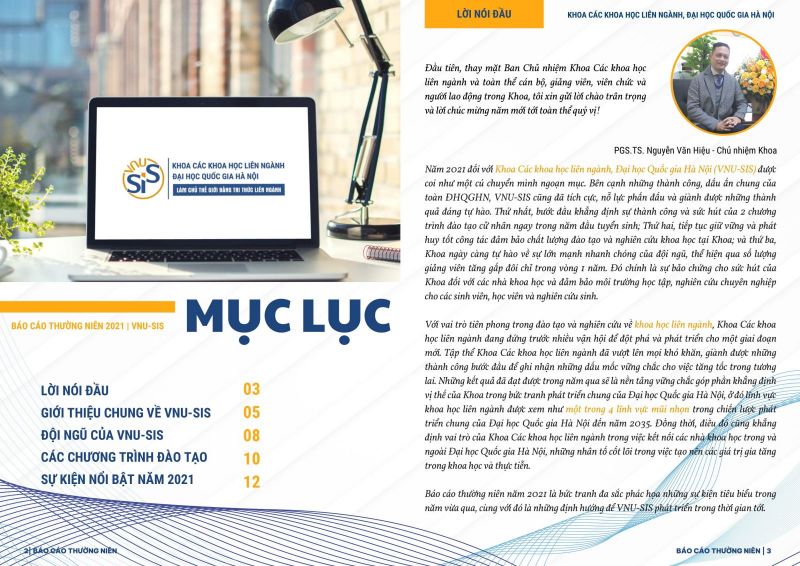 VNU
SIS
KHOA CÁC KHOA HỌC LIÊN NGÀNH
ĐẠI HỌC QUỐC GIA HÀ NỘI
LÀM CHỦ THẾ GIỚI BẰNG TRI THỨC LIÊN NGÀNH
BÁO CÁO THƯỜNG NIÊN 2021 | VNU-SIS
MỤC LỤC
LỜI NÓI ĐẦU 03
GIỚI THIỆU CHUNG VỀ VNU-SIS 05
ĐỘI NGŨ CỦA VNU-SIS 08
CÁC CHƯƠNG TRÌNH ĐÀO TẠO 10
SỰ KIỆN NỔI BẬT NĂM 2021 12
2| BÁO CÁO THƯỜNG NIÊN
LỜI NÓI ĐẦU
KHOA CÁC KHOA HỌC LIÊN NGÀNH, ĐẠI HỌC QUỐC GIA HÀ NỘI
Đầu tiên, thay mặt Ban Chủ nhiệm Khoa Các khoa học
liên ngành và toàn thể cán bộ, giảng viên, viên chức và
người lao động trong Khoa, tôi xin gửi lời chào trân trọng
và lời chúc mừng năm mới tới toàn thể quý vị!
PGS.TS. Nguyễn Văn Hiệu - Chủ nhiệm Khoa
Năm 2021 đối với Khoa Các khoa học liên ngành, Đại học Quốc gia Hà Nội (VNU-SIS) được
coi như một cú chuyển mình ngoạn mục. Bên cạnh những thành công, dấu ấn chung của
toàn ĐHQGHN, VNU-SIS cũng đã tích cực, nỗ lực phấn đấu và giành được những thành
quả đáng tự hào. Thứ nhất, bước đầu khẳng định sự thành công và sức hút của 2 chương
trình đào tạo cử nhân ngay trong năm đầu tuyển sinh; Thứ hai, tiếp tục giữ vững và phát
huy tốt công tác đảm bảo chất lượng đào tạo và nghiên cứu khoa học tại Khoa; và thứ ba,
Khoa ngày càng tự hào về sự lớn mạnh nhanh chóng của đội ngũ, thể hiện qua số lượng
giảng viên tăng gấp đôi chỉ trong vòng 1 năm. Đó chính là sự bảo chứng cho sức hút của
Khoa đối với các nhà khoa học và đảm bảo môi trường học tập, nghiên cứu chuyên nghiệp
cho các sinh viên, học viên và nghiên cứu sinh.
Với vai trò tiên phong trong đào tạo và nghiên cứu về khoa học liên ngành, Khoa Các khoa
học liên ngành đang đứng trước nhiều vận hội để đột phá và phát triển cho một giai đoạn
mới. Tập thể Khoa Các khoa học liên ngành đã vượt lên mọi khó khăn, giành được những
thành công bước đầu để ghi nhận những dấu mốc vững chắc cho việc tăng tốc trong tương
lai. Những kết quả đã đạt được trong năm qua sẽ là nền tảng vững chắc góp phần khẳng định
vị thế của Khoa trong bức tranh phát triển chung của Đại học Quốc gia Hà Nội, ở đó lĩnh vực
khoa học liên ngành được xem như một trong 4 lĩnh vực mũi nhọn trong chiến lược phát
triển chung của Đại học Quốc gia Hà Nội đến năm 2035. Đồng thời, điều đó cũng khẳng
định vai trò của Khoa Các khoa học liên ngành trong việc kết nối các nhà khoa học trong và
ngoài Đại học Quốc gia Hà Nội, những nhân tố cốt lõi trong việc tạo nên các giá trị gia tăng
trong khoa học và thực tiễn.
Báo cáo thường niên năm 2021 là bức tranh đa sắc phác họa những sự kiện tiêu biểu trong
năm vừa qua, cùng với đó là những định hướng để VNU-SIS phát triển trong thời gian tới.
BÁO CÁO THƯỜNG NIÊN | 3